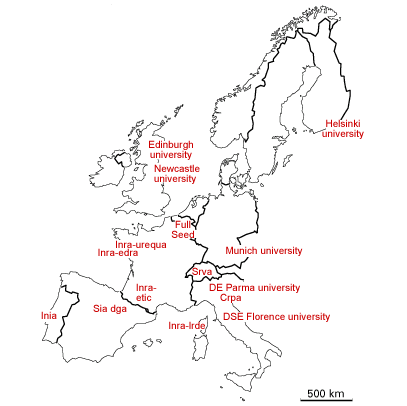 Helsinki
university
Edinburgh
university
Newcastle
university
Full
Seed
Inra-urequa
Inra-edra
Munich university
Srva
Inra-
etic
DE Parma university
Crpa
Sia dga
Inia
Inra-lrde
DSE Florence university
500 km